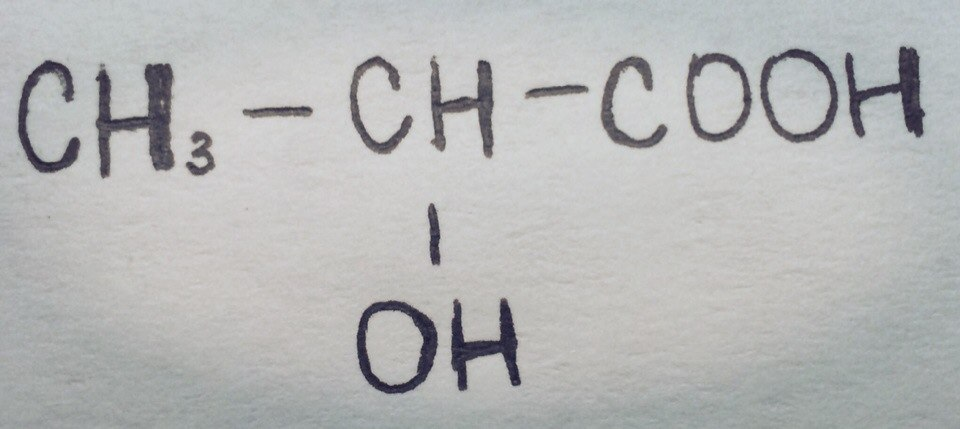 CH₃ – CH – COOH
|
OH